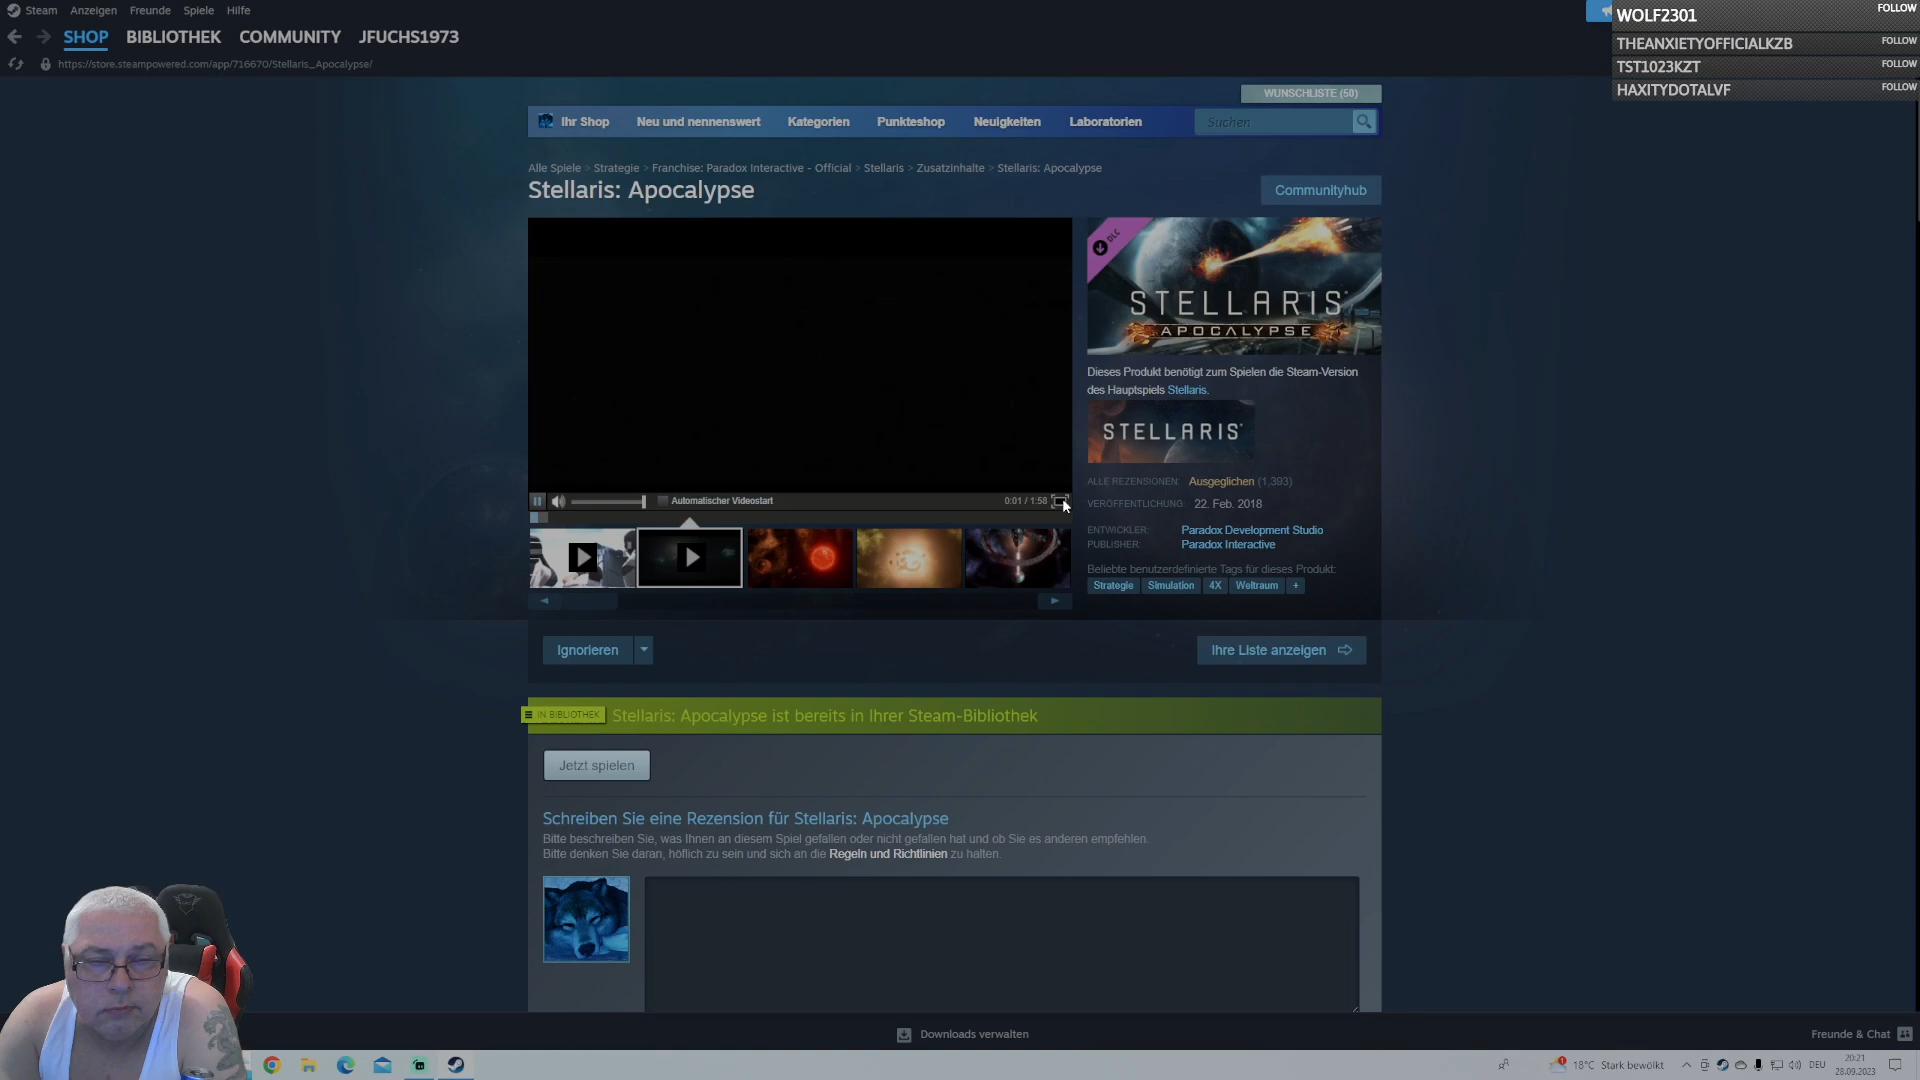 Steam Anzeigen Freunde Spiele Hilfe
SHOP BIBLIOTHEK COMMUNITY JFUCHS1973
https://store.steampowered.com/app/716670/Stellaris_Apocalypse/
WOLF2301 FOLLOW
THEANXIETYOFFICIALKZB FOLLOW
TST1023KZT FOLLOW
HAXITYDOTALVF FOLLOW
WUNSCHLISTE (50)
Ihr Shop Neu und nennenswert Kategorien Punkteshop Neuigkeiten Laboratorien Suchen
Alle Spiele > Strategie > Franchise: Paradox Interactive - Official > Stellaris > Zusatzinhalte > Stellaris: Apocalypse
Stellaris: Apocalypse
Communityhub
DLC
STELLARIS
APOCALYPSE
Dieses Produkt benötigt zum Spielen die Steam-Version
des Hauptspiels Stellaris.
STELLARIS
ALLE REZENSIONEN: Ausgeglichen (1,393)
VERÖFFENTLICHUNG: 22. Feb. 2018
ENTWICKLER: Paradox Development Studio
PUBLISHER: Paradox Interactive
Beliebte benutzerdefinierte Tags für dieses Produkt:
Strategie Simulation 4X Weltraum +
Automatischer Videostart 0:01 / 1:58
Ignorieren
Ihre Liste anzeigen
IN BIBLIOTHEK Stellaris: Apocalypse ist bereits in Ihrer Steam-Bibliothek
Jetzt spielen
Schreiben Sie eine Rezension für Stellaris: Apocalypse
Bitte beschreiben Sie, was Ihnen an diesem Spiel gefallen oder nicht gefallen hat und ob Sie es anderen empfehlen.
Bitte denken Sie daran, höflich zu sein und sich an die Regeln und Richtlinien zu halten.
Downloads verwalten
Freunde & Chat
1 18°C Stark bewölkt DEU 20:21
28.09.2023